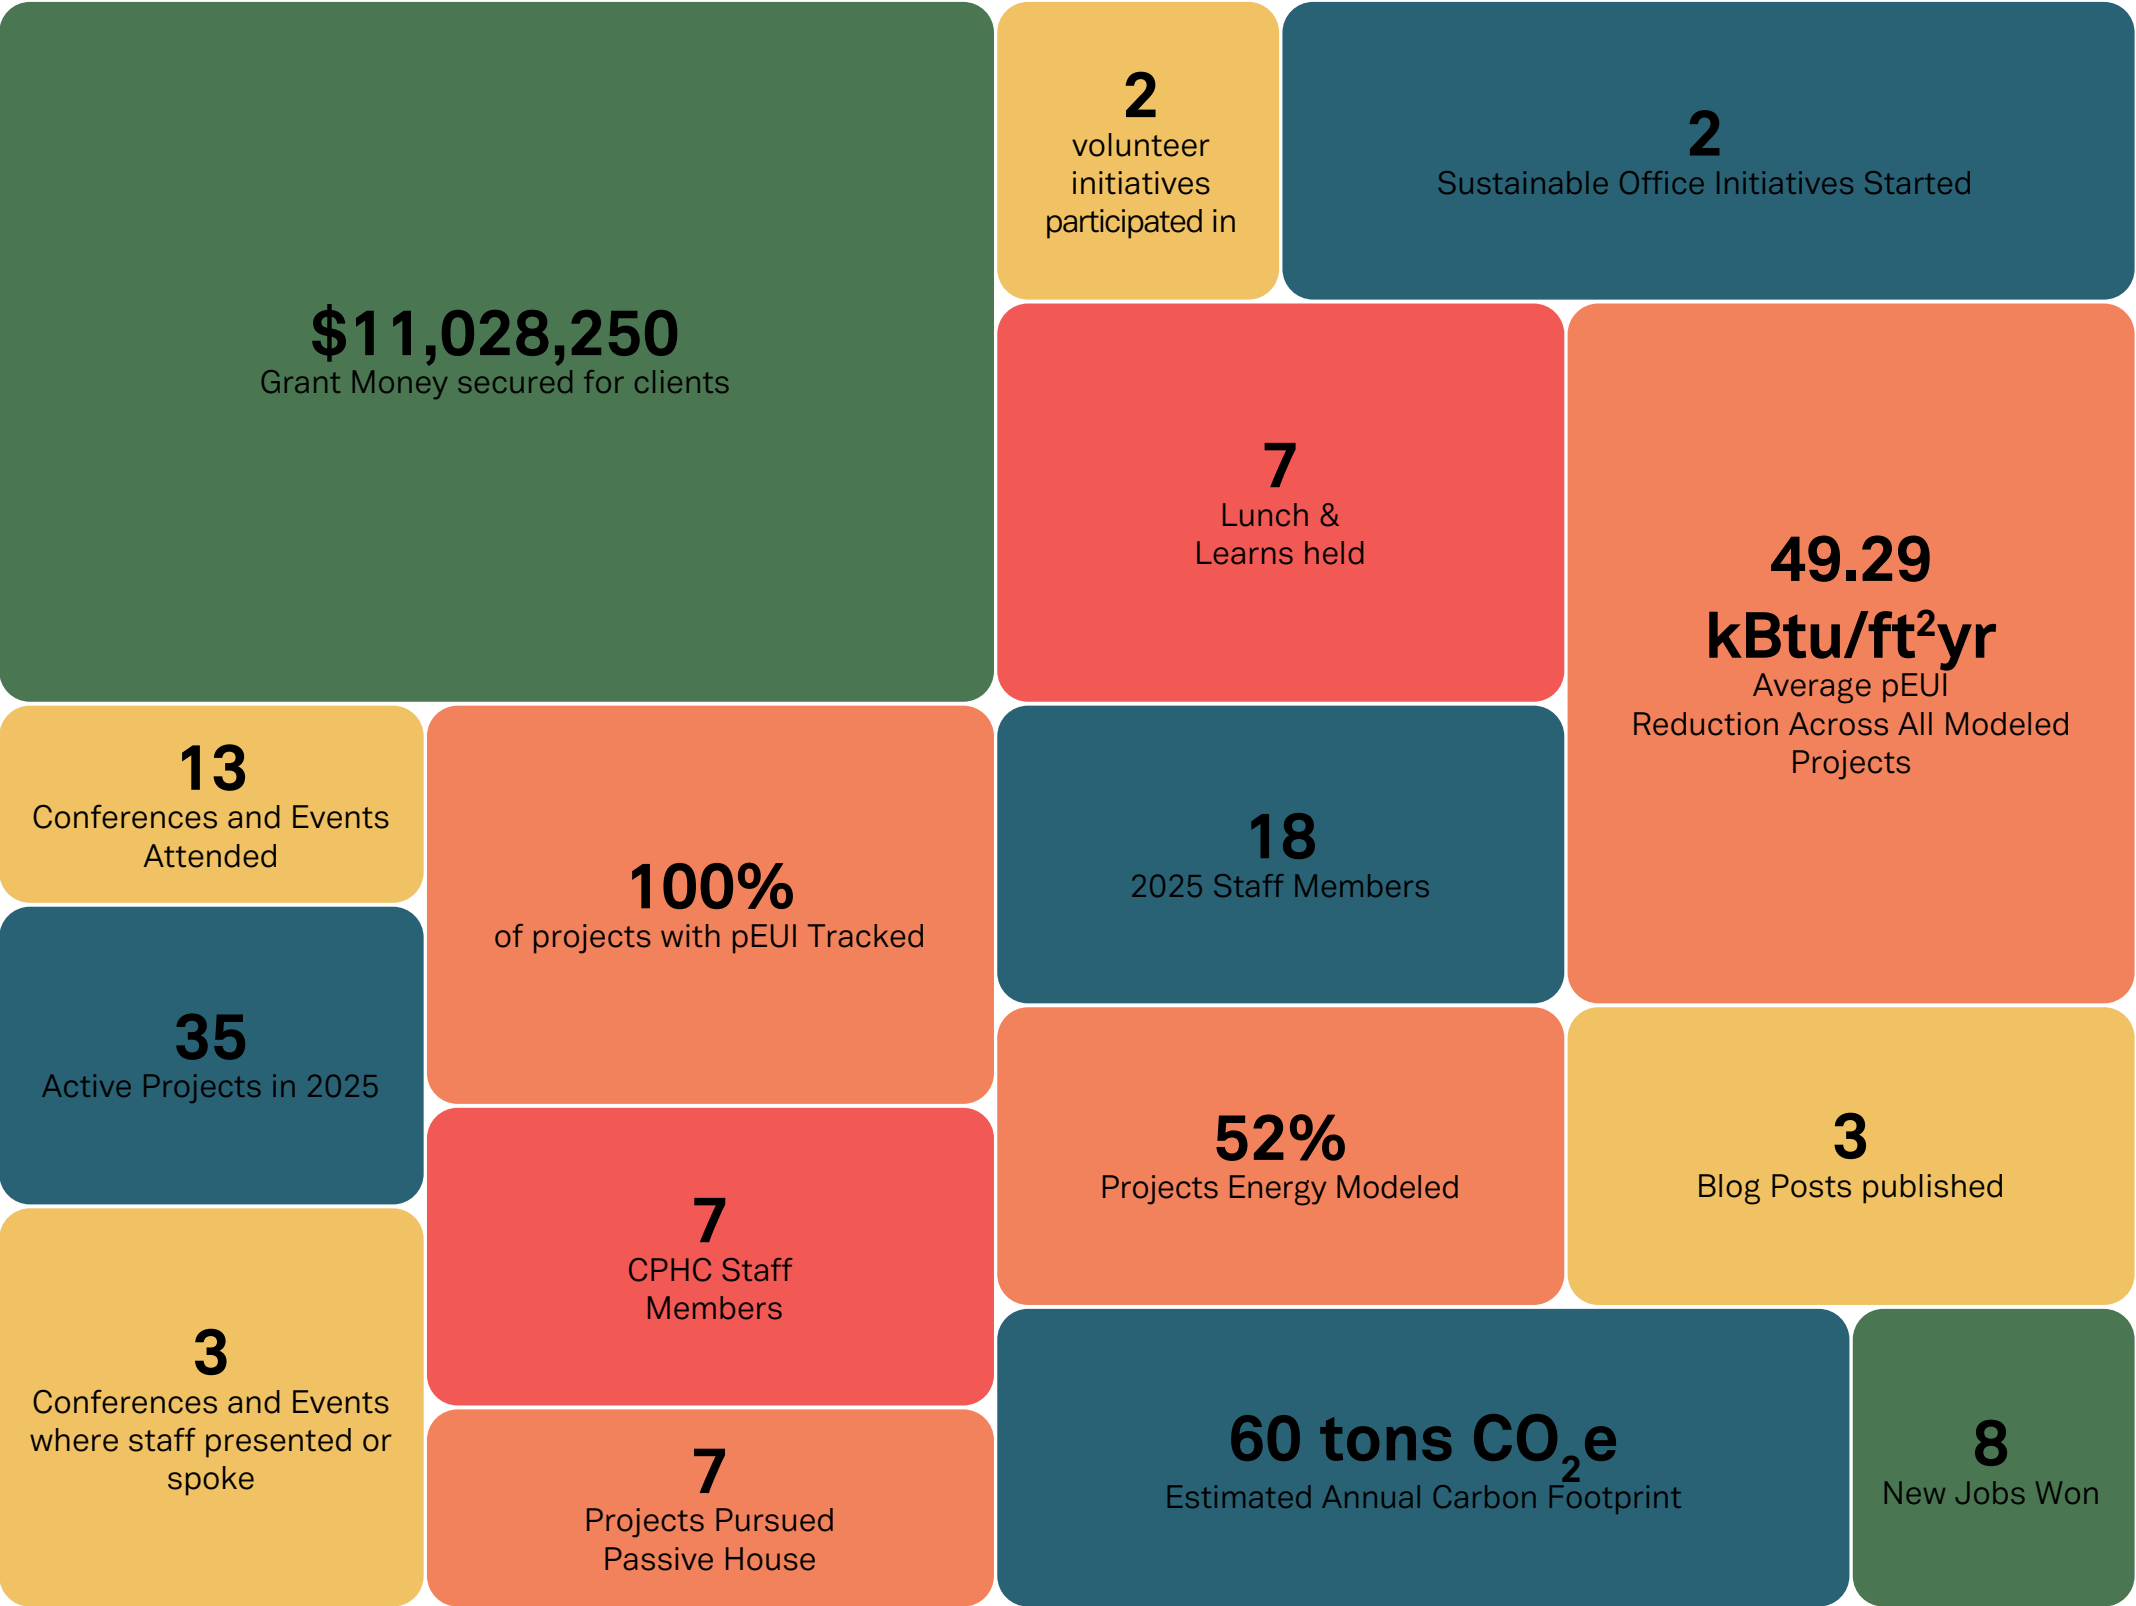 $11,028,250
Grant Money secured for clients
2
volunteer
initiatives
participated in
2
Sustainable Office Initiatives Started
7
Lunch &
Learns held
49.29
kBtu/ft²yr
Average pEUI
Reduction Across All Modeled
Projects
13
Conferences and Events
Attended
100%
of projects with pEUI Tracked
18
2025 Staff Members
35
Active Projects in 2025
7
CPHC Staff
Members
52%
Projects Energy Modeled
3
Blog Posts published
3
Conferences and Events
where staff presented or
spoke
7
Projects Pursued
Passive House
60 tons CO₂e
Estimated Annual Carbon Footprint
8
New Jobs Won